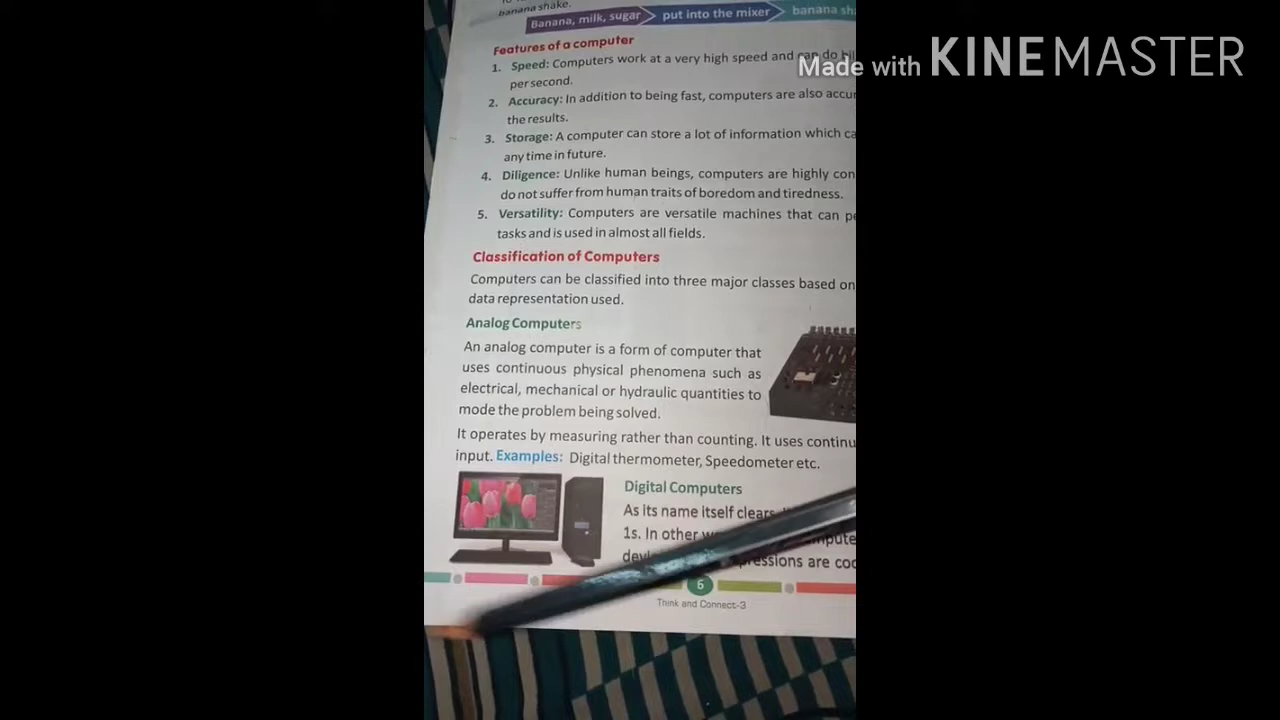 banana shake.
Banana, milk, sugar put into the mixer banana sh
Made with KINEMASTER
Features of a computer
1. Speed: Computers work at a very high speed and can do bil
per second.
2. Accuracy: In addition to being fast, computers are also accur
the results.
3. Storage: A computer can store a lot of information which ca
any time in future.
4. Diligence: Unlike human beings, computers are highly con
do not suffer from human traits of boredom and tiredness.
5. Versatility: Computers are versatile machines that can pe
tasks and is used in almost all fields.
Classification of Computers
Computers can be classified into three major classes based on
data representation used.
Analog Computers
An analog computer is a form of computer that
uses continuous physical phenomena such as
electrical, mechanical or hydraulic quantities to
mode the problem being solved.
It operates by measuring rather than counting. It uses continu
input. Examples: Digital thermometer, Speedometer etc.
Digital Computers
As its name itself clears,
1s. In other
are coo
6
Think and Connect-3